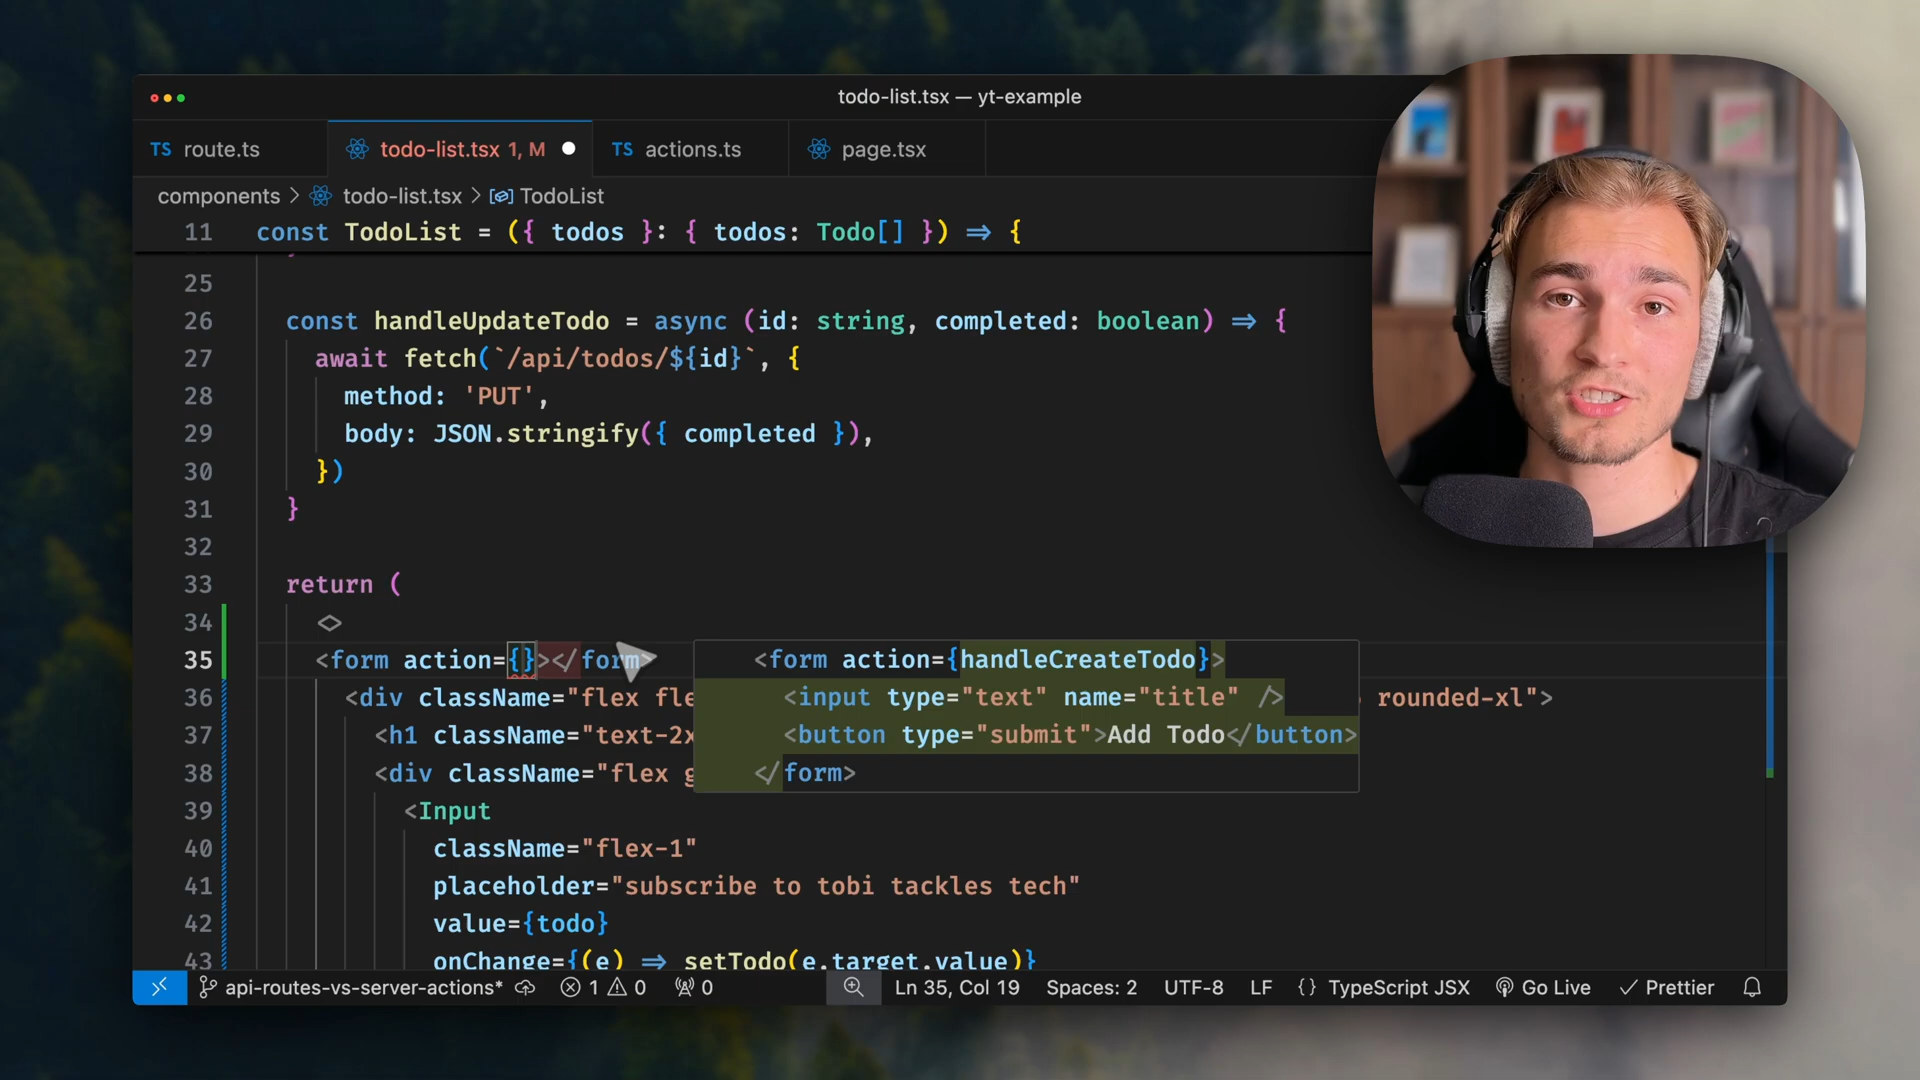 todo-list.tsx — yt-example
TS route.ts
todo-list.tsx 1, M
TS actions.ts
page.tsx
components > todo-list.tsx > TodoList
11 const TodoList = ({ todos }: { todos: Todo[] }) => {
25
26 const handleUpdateTodo = async (id: string, completed: boolean) => {
27 await fetch(`/api/todos/${id}`, {
28 method: 'PUT',
29 body: JSON.stringify({ completed }),
30 })
31 }
32
33 return (
34 <>
35 <form action={}></form>
<form action={handleCreateTodo}>
<input type="text" name="title" />
<button type="submit">Add Todo</button>
</form>
36 <div className="flex fle rounded-xl">
37 <h1 className="text-2x
38 <div className="flex g
39 <Input
40 className="flex-1"
41 placeholder="subscribe to tobi tackles tech"
42 value={todo}
43 onChange={(e) => setTodo(e.target.value)}
api-routes-vs-server-actions* 1 0 0 Ln 35, Col 19 Spaces: 2 UTF-8 LF {} TypeScript JSX Go Live Prettier